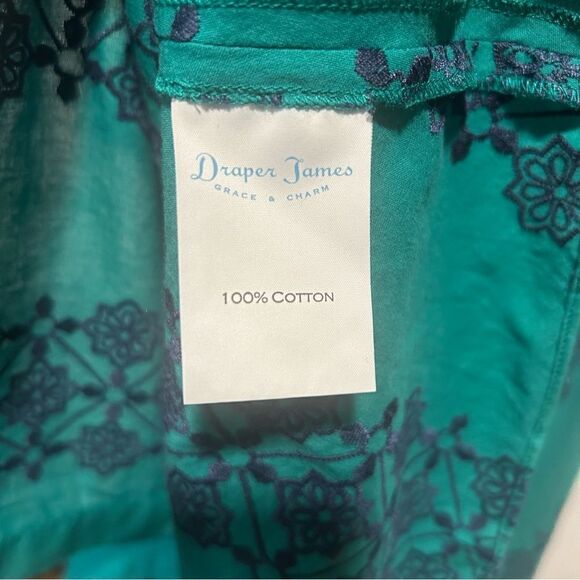 Draper James
GRACE & CHARM
100% COTTON